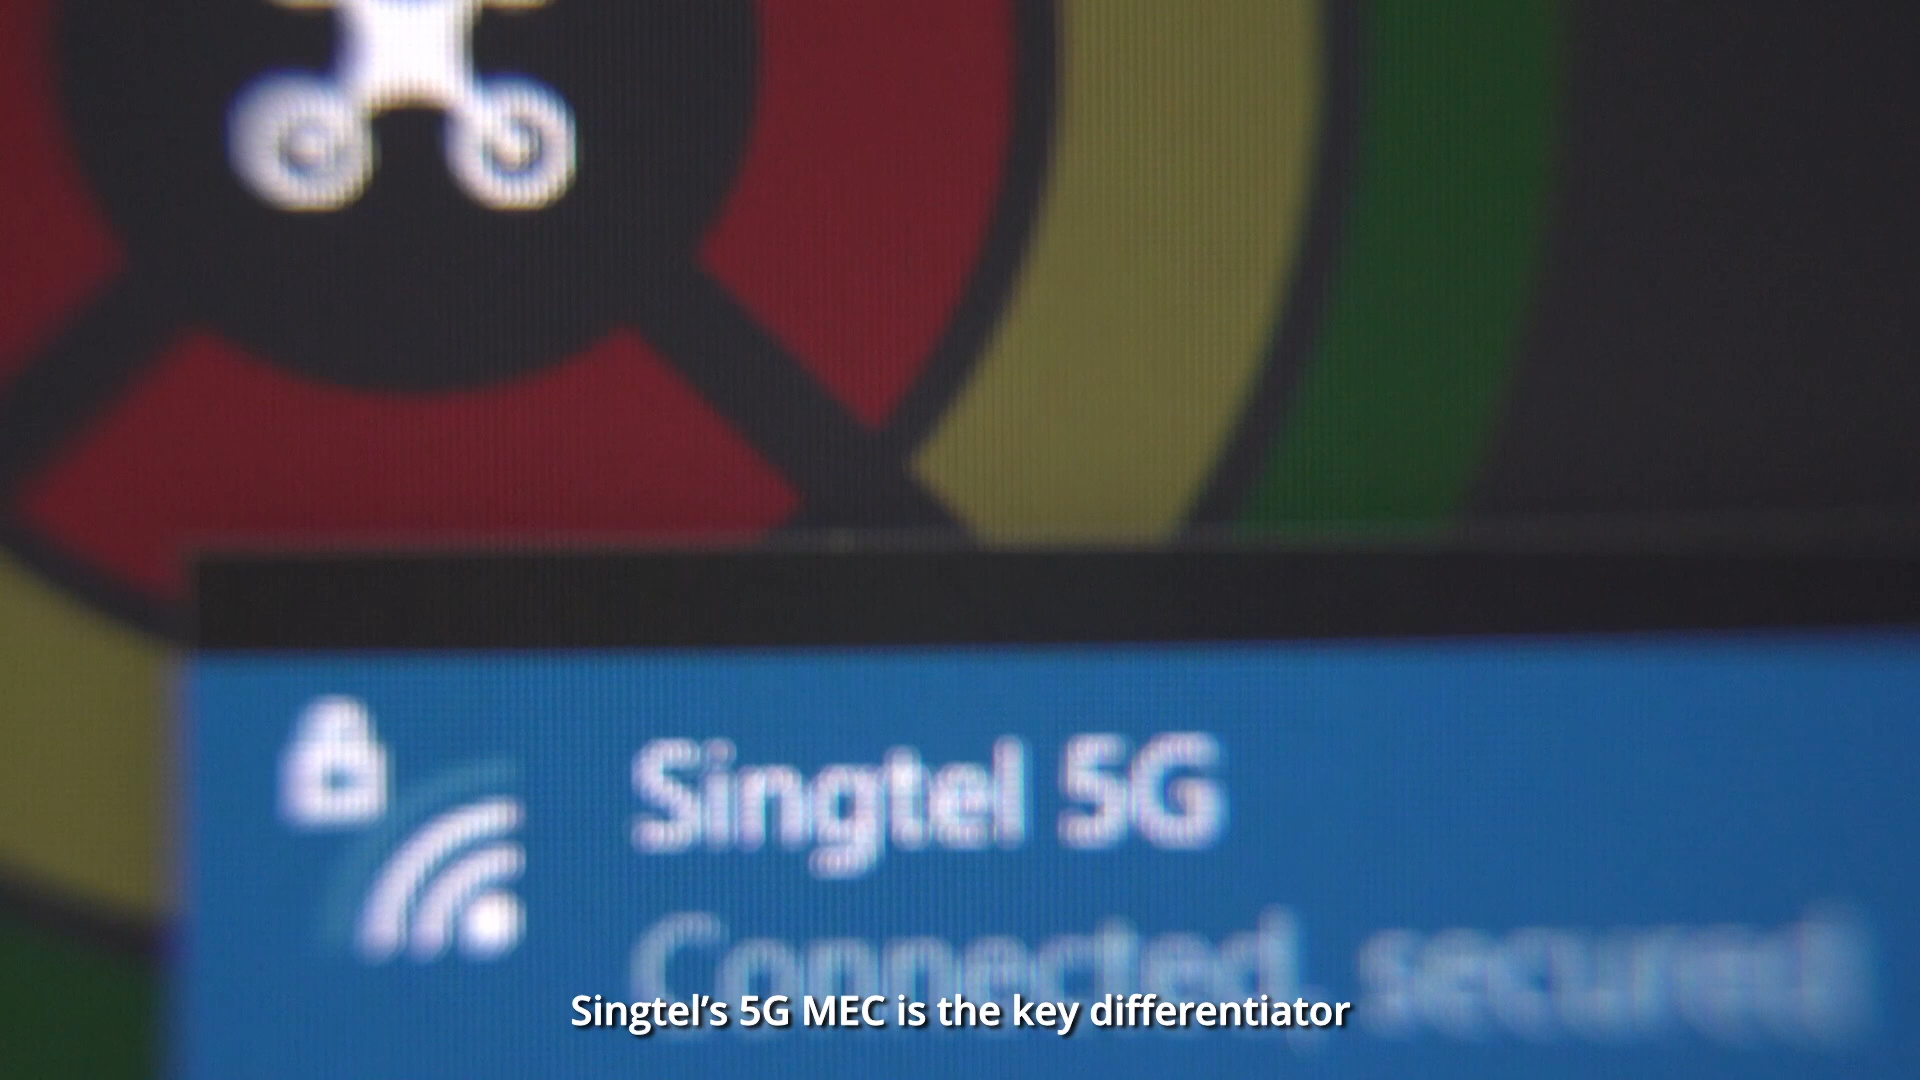 Singtel 5G
Connected, secured
Singtel’s 5G MEC is the key differentiator